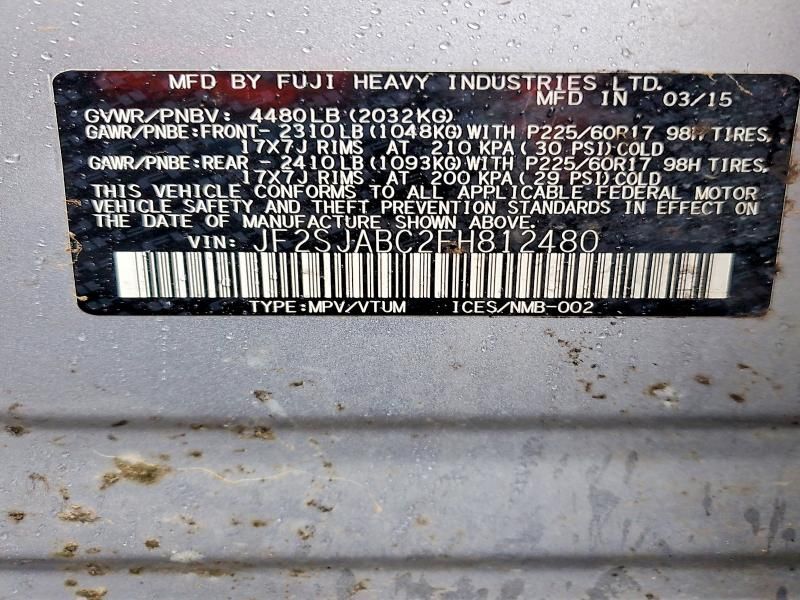 MFD BY FUJI HEAVY INDUSTRIES LTD.
MFD IN 03/15
GVWR/PNBV: 4480LB(2032KG)
GAWR/PNBE:FRONT-2310LB(1048KG)WITH P225/60R17 98H TIRES,
17X7J RIMS AT 210 KPA(30 PSI)COLD
GAWR/PNBE:REAR -2410LB(1093KG)WITH P225/60R17 98H TIRES,
17X7J RIMS AT 200 KPA(29 PSI)COLD
THIS VEHICLE CONFORMS TO ALL APPLICABLE FEDERAL MOTOR
VEHICLE SAFETY AND THEFT PREVENTION STANDARDS IN EFFECT ON
THE DATE OF MANUFACTURE SHOWN ABOVE.
VIN: JF2SJABC2FH812480
TYPE:MPV/VTUM ICES/NMB-002